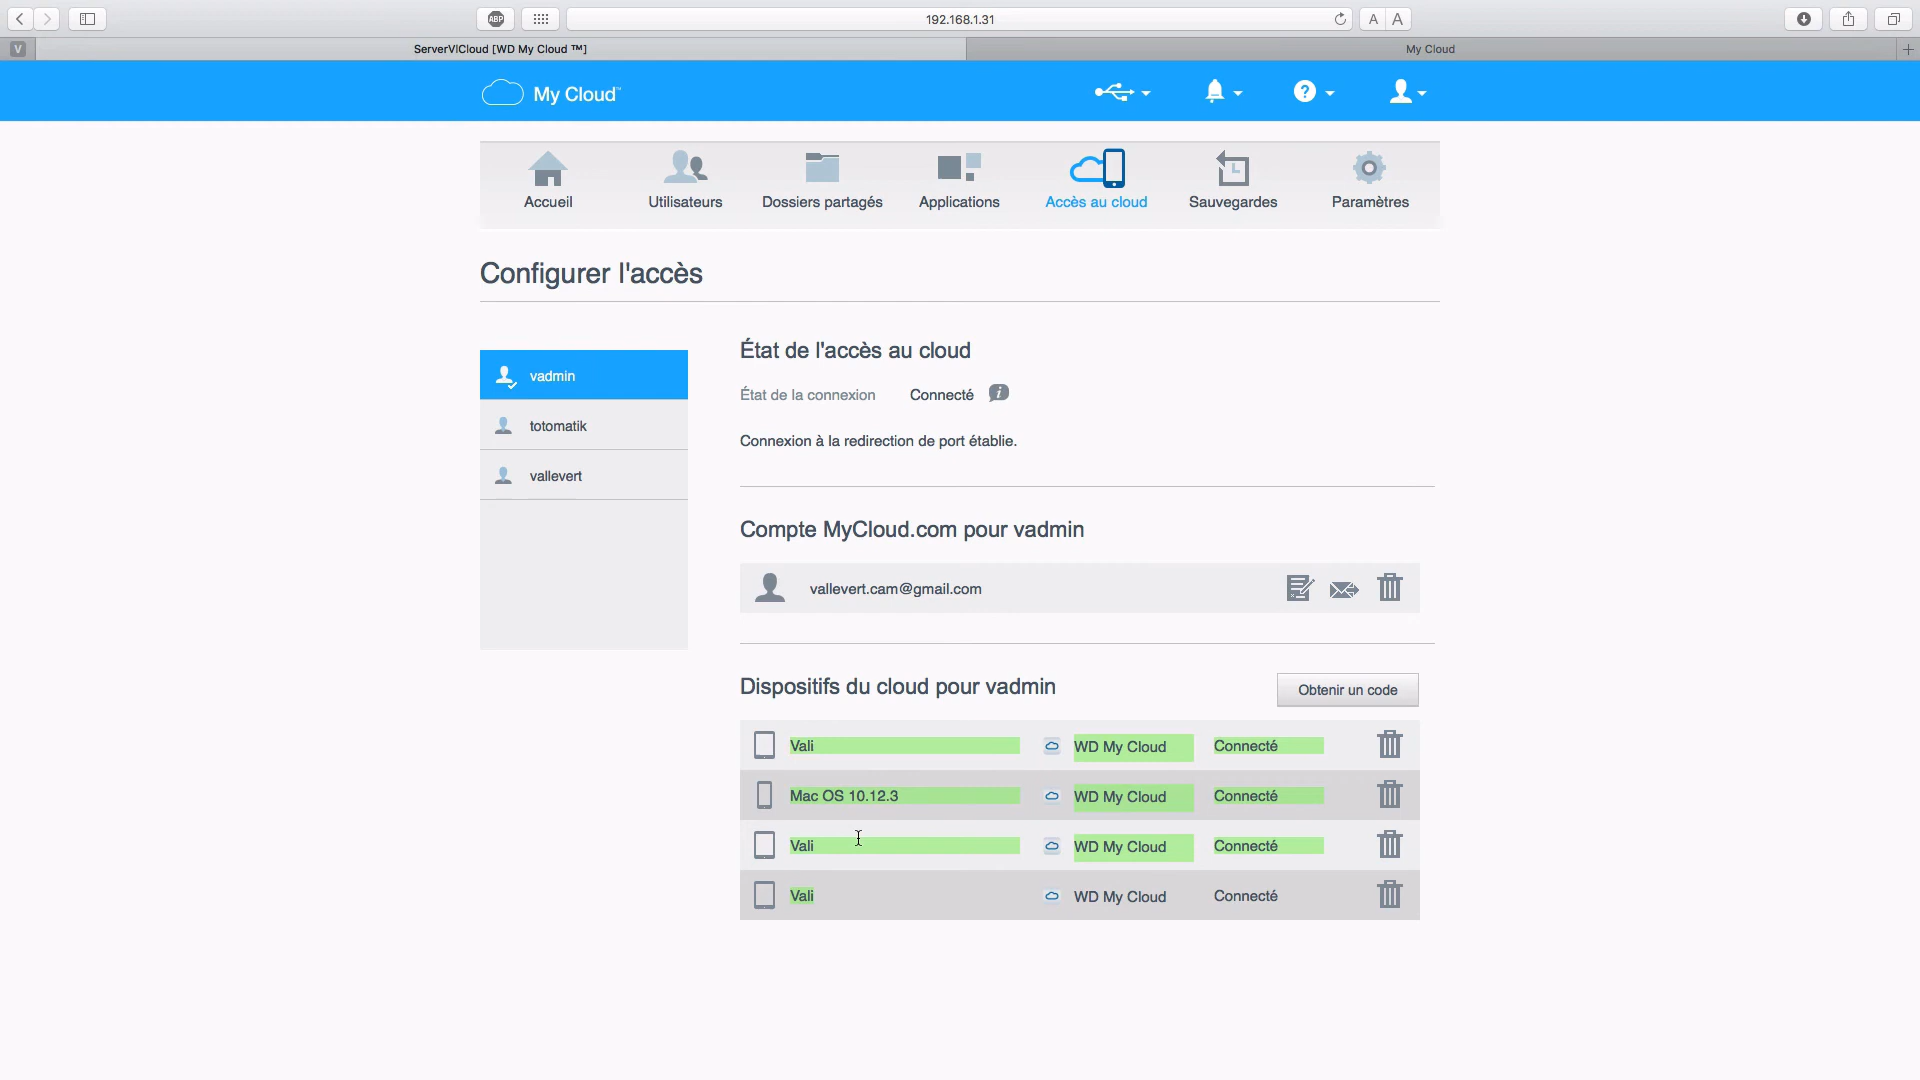 ABP
192.168.1.31
A A
V
ServerVlCloud [WD My Cloud ™]
My Cloud
My Cloud™
?
Accueil
Utilisateurs
Dossiers partagés
Applications
Accès au cloud
Sauvegardes
Paramètres
Configurer l'accès
vadmin
totomatik
vallevert
État de l'accès au cloud
État de la connexion Connecté i
Connexion à la redirection de port établie.
Compte MyCloud.com pour vadmin
vallevert.cam@gmail.com
Dispositifs du cloud pour vadmin
Obtenir un code
Vali WD My Cloud Connecté
Mac OS 10.12.3 WD My Cloud Connecté
Vali WD My Cloud Connecté
Vali WD My Cloud Connecté